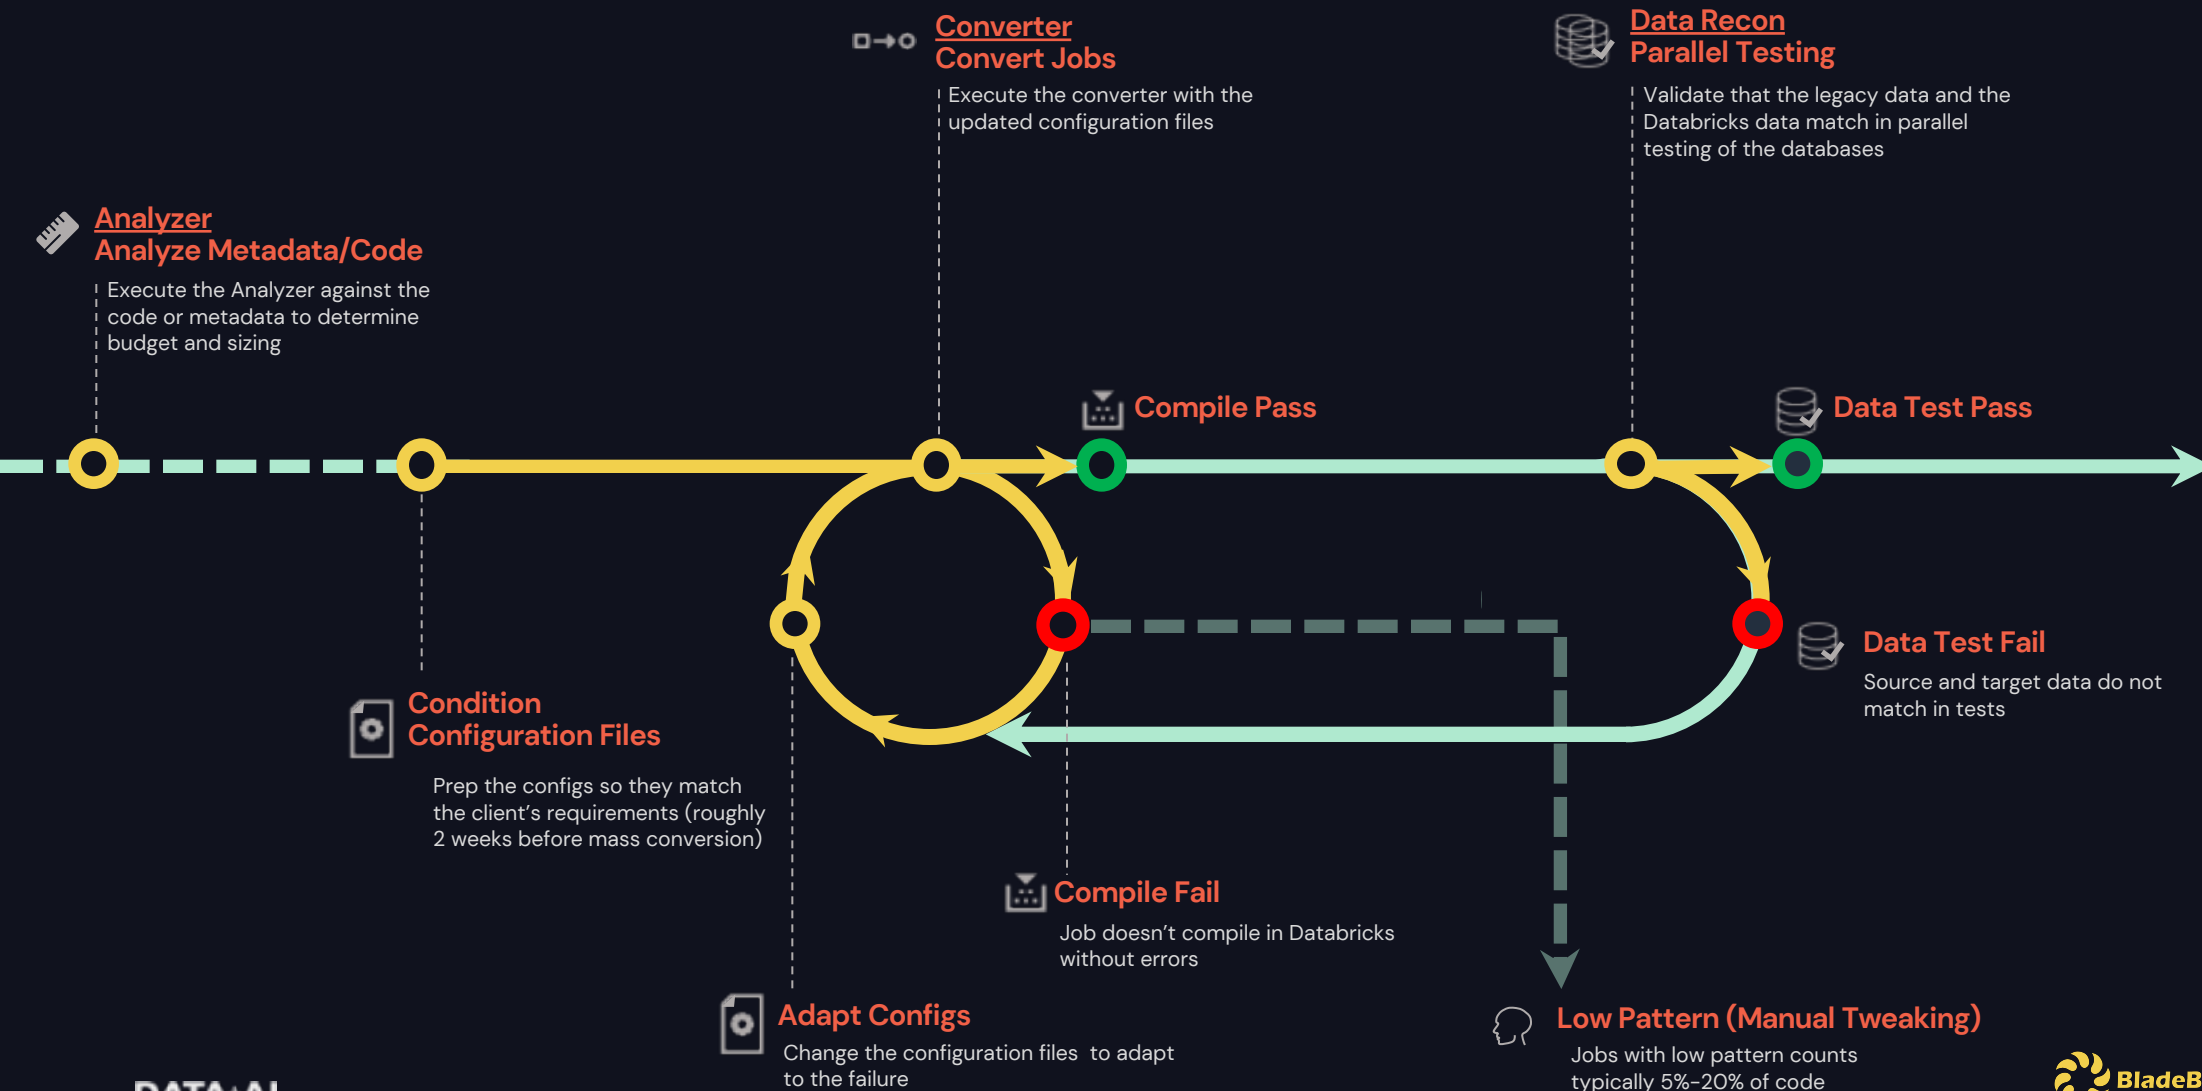 Converter
Convert Jobs
Execute the converter with the
updated configuration files
Data Recon
Parallel Testing
Validate that the legacy data and the
Databricks data match in parallel
testing of the databases
Analyzer
Analyze Metadata/Code
Execute the Analyzer against the
code or metadata to determine
budget and sizing
Compile Pass
Data Test Pass
Data Test Fail
Source and target data do not
match in tests
Condition
Configuration Files
Prep the configs so they match
the client's requirements (roughly
2 weeks before mass conversion)
Compile Fail
Job doesn't compile in Databricks
without errors
Adapt Configs
Change the configuration files  to adapt
to the failure
Low Pattern (Manual Tweaking)
Jobs with low pattern counts
typically 5%-20% of code
DATA+AI
BladeB